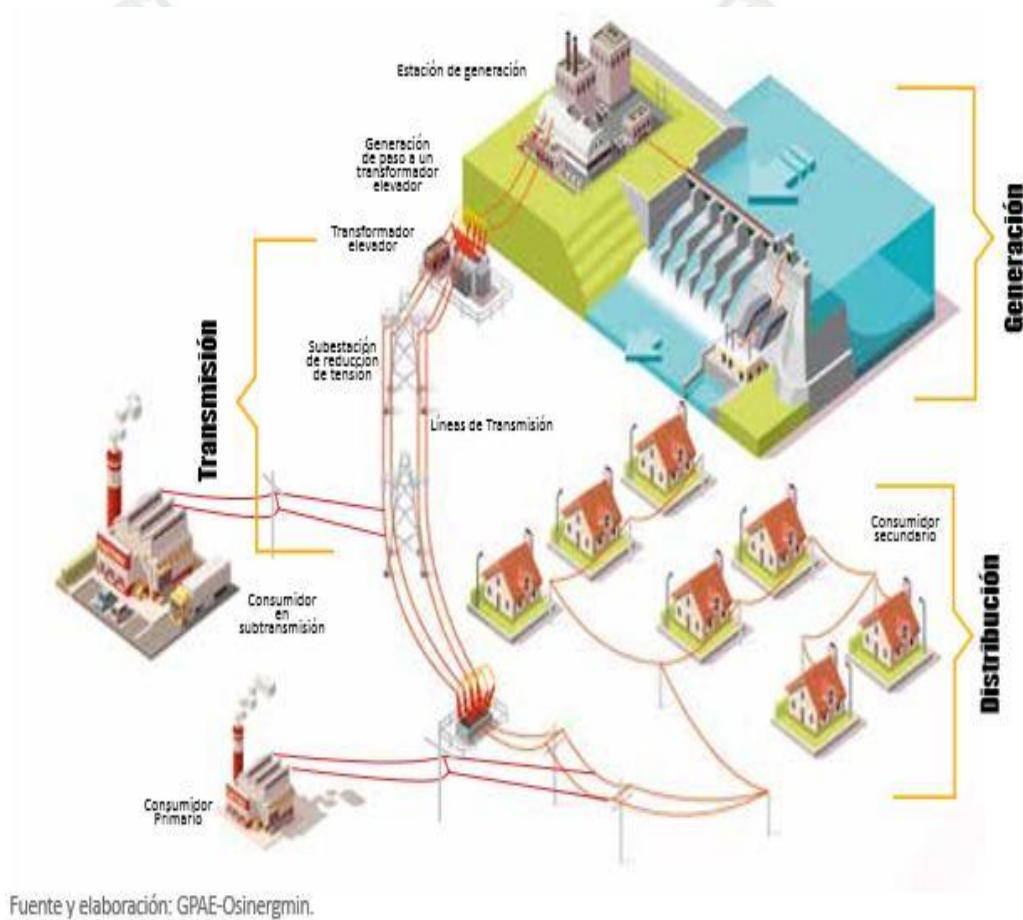 Estación de generación
Generación
de paso a un
transformador
elevador
Transformador
elevador
Generación
Transmisión
Subestación
de reducción
de tensión
Líneas de Transmisión
Consumidor
en
subtransmisión
Consumidor
secundario
Distribución
Consumidor
Primario
Fuente y elaboración: GPAE-Osinergmin.